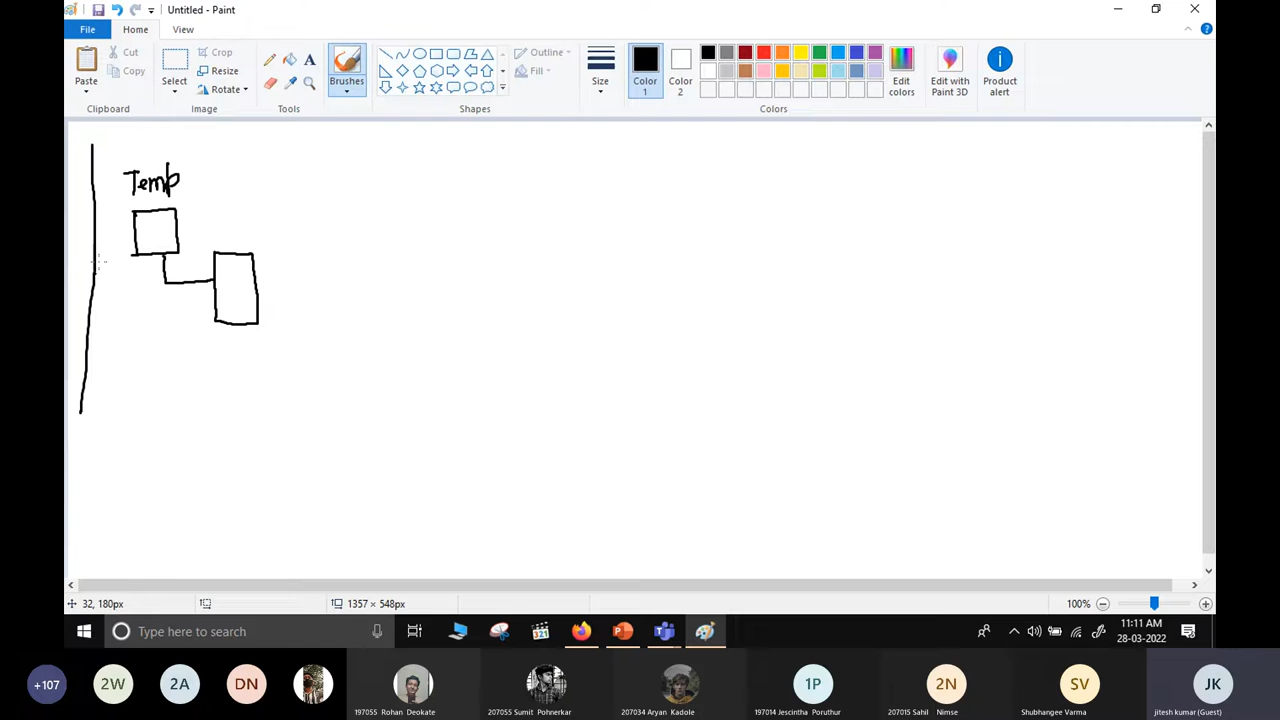 Untitled - Paint
File
Home
View
Paste
Cut
Copy
Clipboard
Select
Crop
Resize
Rotate
Image
A
Tools
Brushes
Outline
Fill
Shapes
Size
Color
1
Color
2
Edit
colors
Edit with
Paint 3D
Product
alert
Colors
Temp
32, 180px
1357 × 548px
100%
Type here to search
321
11:11 AM
28-03-2022
+107
2W
2A
DN
197055 Rohan Deokate
207055 Sumit Pohnerkar
207034 Aryan Kadole
1P
197014 Jescintha Poruthur
2N
207015 Sahil Nimse
SV
Shubhangee Varma
JK
jitesh kumar (Guest)